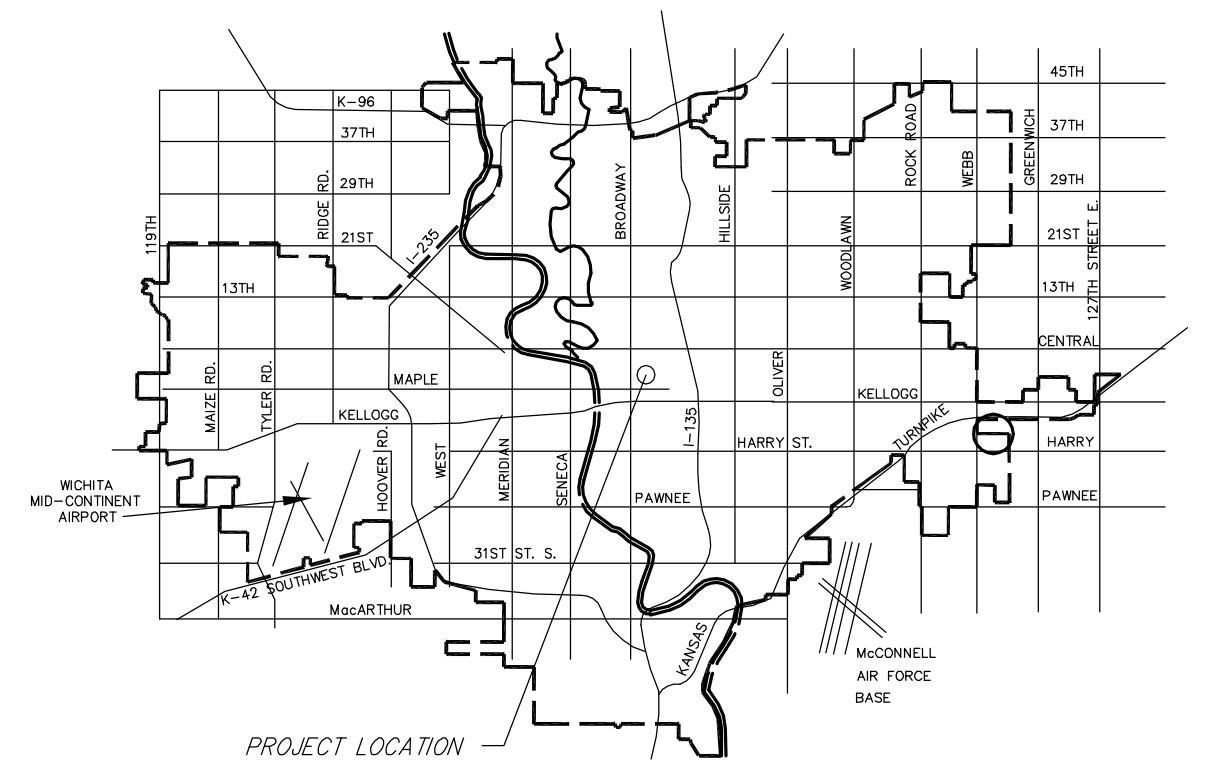 45TH
K-96
37TH
37TH
29TH
29TH
RIDGE RD.
BROADWAY
HILLSIDE
ROCK ROAD
WEBB
GREENWICH
119TH
21ST
I-235
WOODLAWN
21ST
127TH STREET E.
13TH
13TH
CENTRAL
MAIZE RD.
TYLER RD.
MAPLE
OLIVER
KELLOGG
KELLOGG
HOOVER RD.
WEST
MERIDIAN
SENECA
I-135
HARRY ST.
TURNPIKE
HARRY
WICHITA
MID-CONTINENT
AIRPORT
PAWNEE
PAWNEE
31ST ST. S.
K-42 SOUTHWEST BLVD.
MacARTHUR
KANSAS
McCONNELL
AIR FORCE
BASE
PROJECT LOCATION